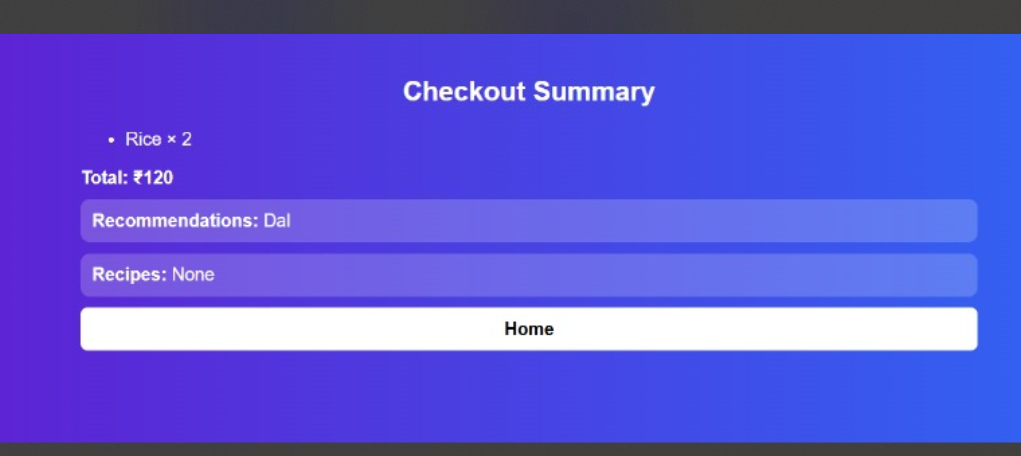 Checkout Summary
• Rice × 2
Total: ₹120
Recommendations: Dal
Recipes: None
Home